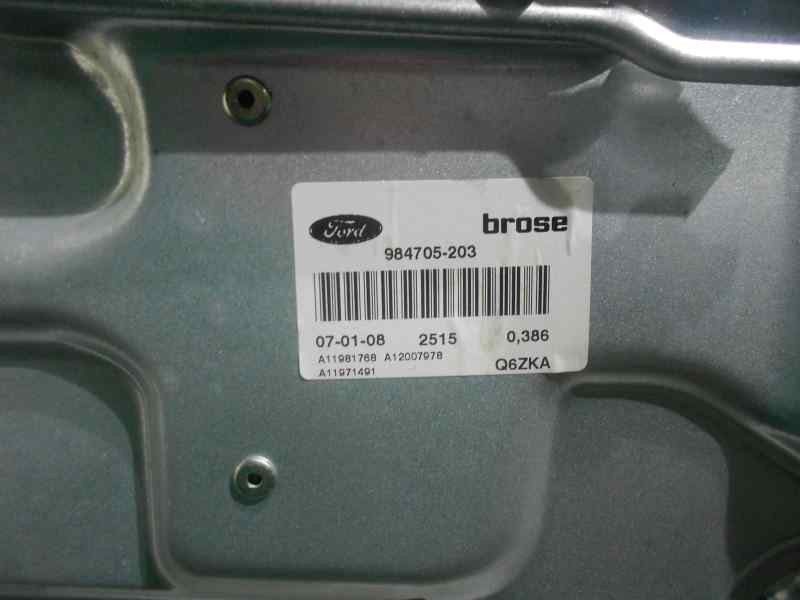 Ford brose
984705-203
07-01-08 2515 0,386
A11981768 A12007978
A11971491 Q6ZKA